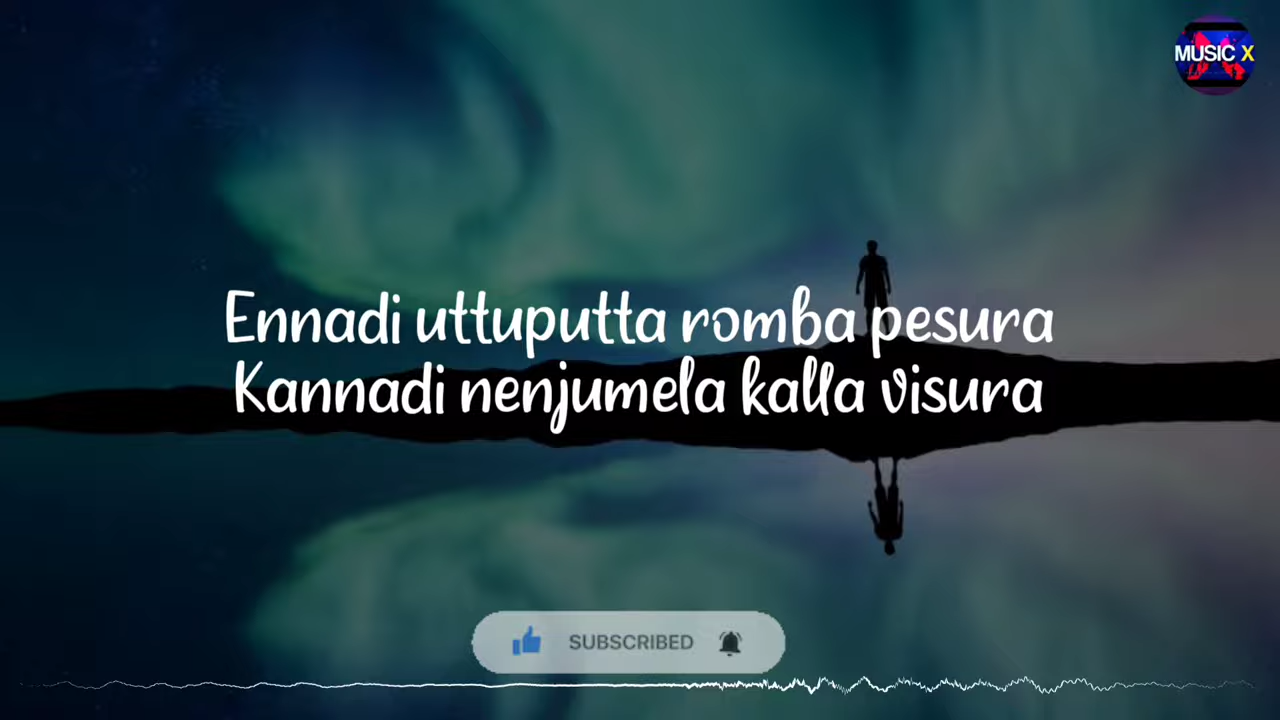 MUSIC X
Ennadi uttuputta romba pesura
Kannadi nenjumela kalla visura
SUBSCRIBED